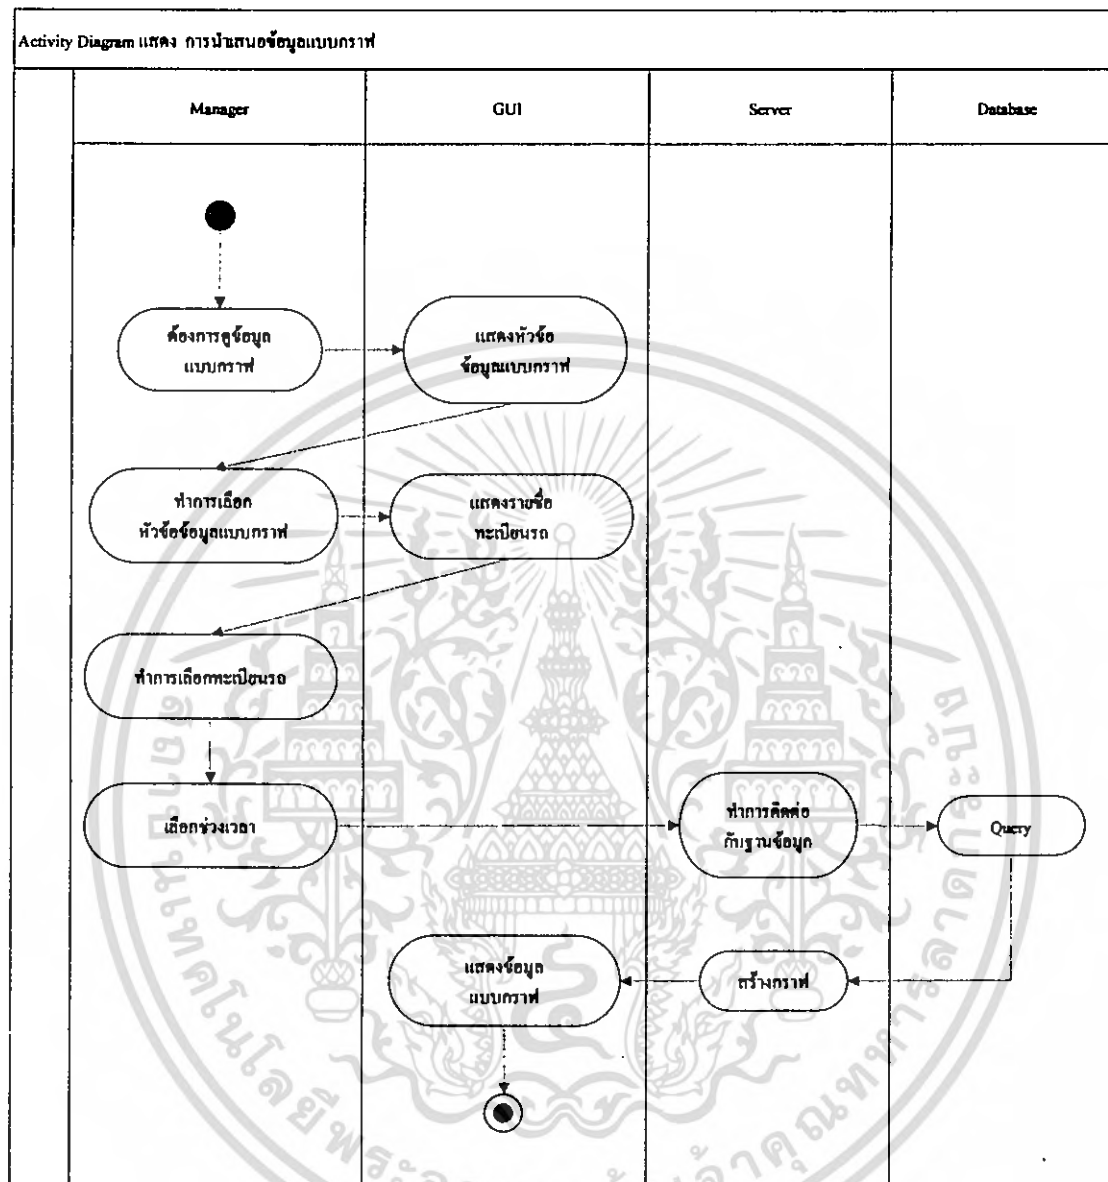 Activity Diagram แสดง การนำเสนอข้อมูลแบบกราฟ
Manager
GUI
Server
Database
ต้องการดูข้อมูล
แบบกราฟ
แสดงหัวข้อ
ข้อมูลแบบกราฟ
ทำการเลือก
หัวข้อข้อมูลแบบกราฟ
แสดงรายชื่อ
ทะเบียนรถ
ทำการเลือกทะเบียนรถ
เลือกช่วงเวลา
ทำการติดต่อ
กับฐานข้อมูล
Query
แสดงข้อมูล
แบบกราฟ
สร้างกราฟ